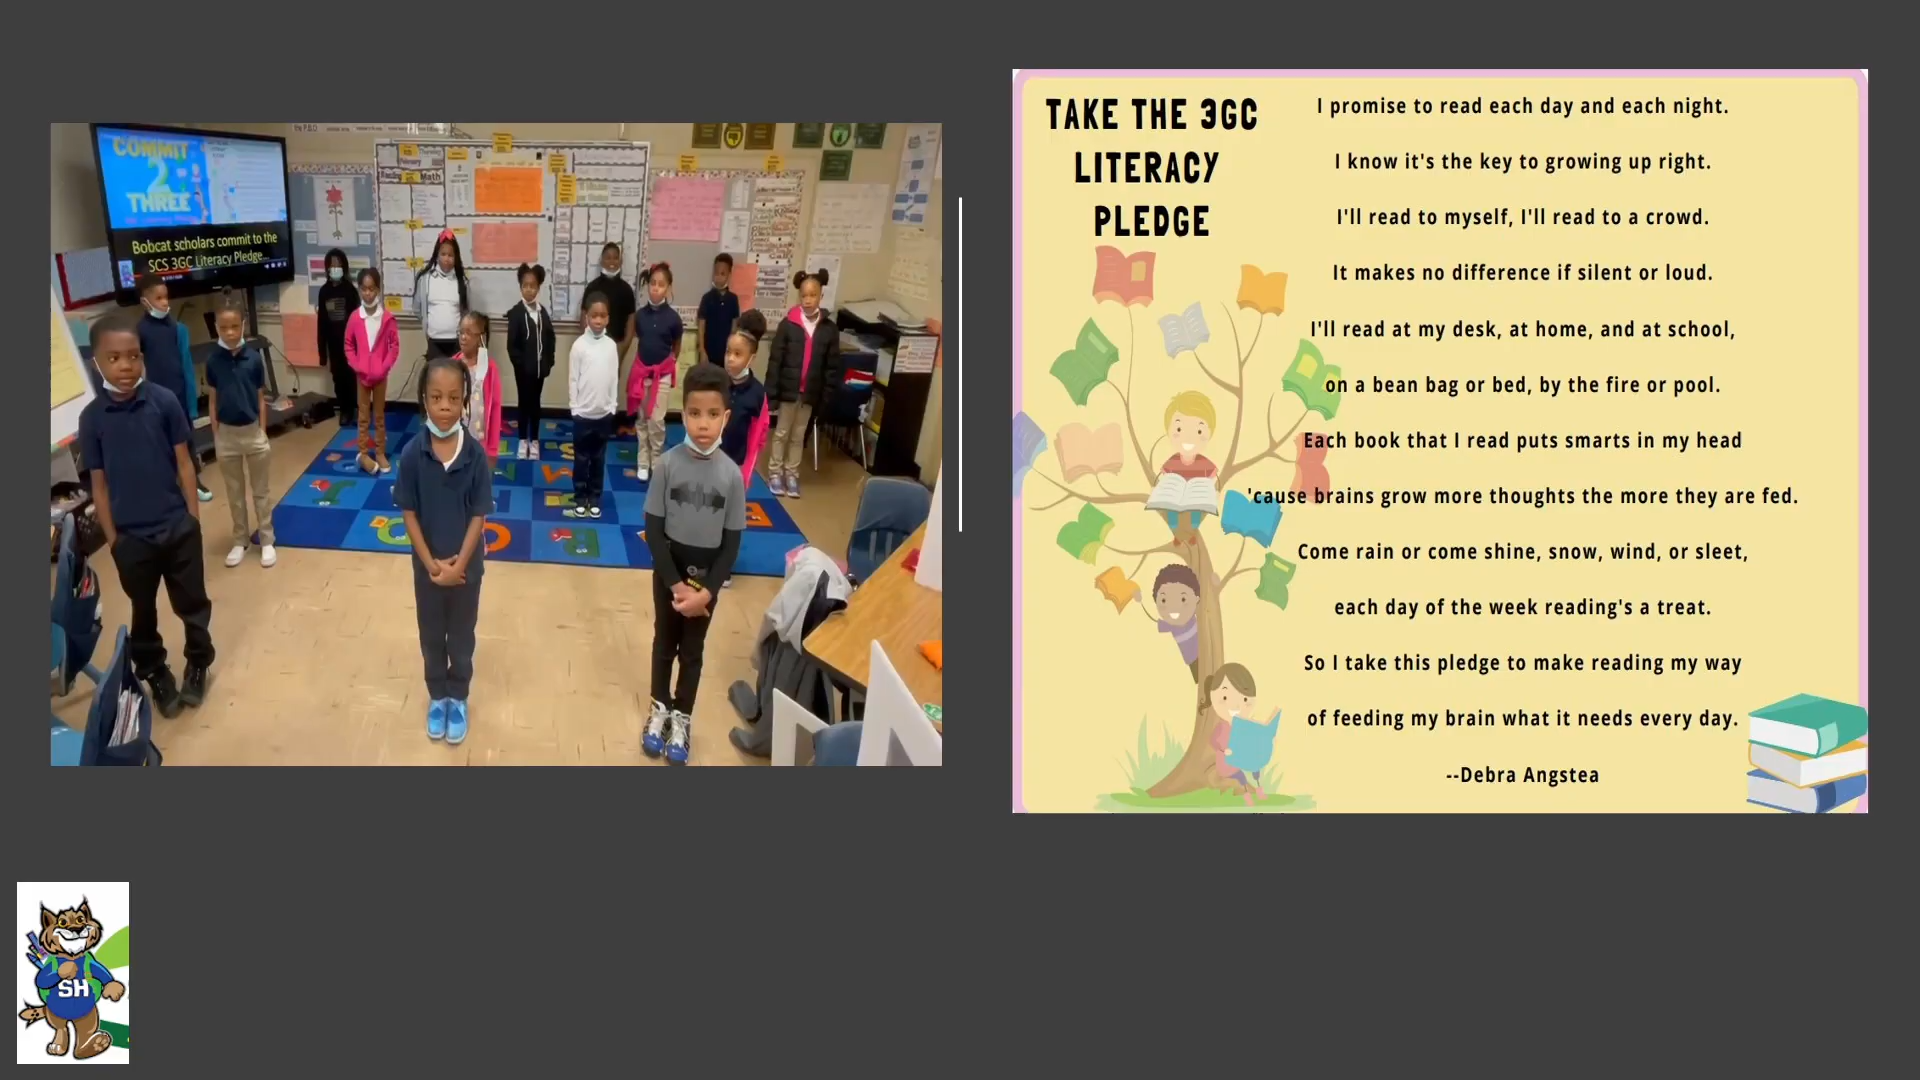 COMMIT
2
THREE
Bobcat scholars commit to the
SCS 3GC Literacy Pledge
Math
TAKE THE 3GC
LITERACY
PLEDGE
I promise to read each day and each night.
I know it's the key to growing up right.
I'll read to myself, I'll read to a crowd.
It makes no difference if silent or loud.
I'll read at my desk, at home, and at school,
on a bean bag or bed, by the fire or pool.
Each book that I read puts smarts in my head
'cause brains grow more thoughts the more they are fed.
Come rain or come shine, snow, wind, or sleet,
each day of the week reading's a treat.
So I take this pledge to make reading my way
of feeding my brain what it needs every day.
--Debra Angstea
SH